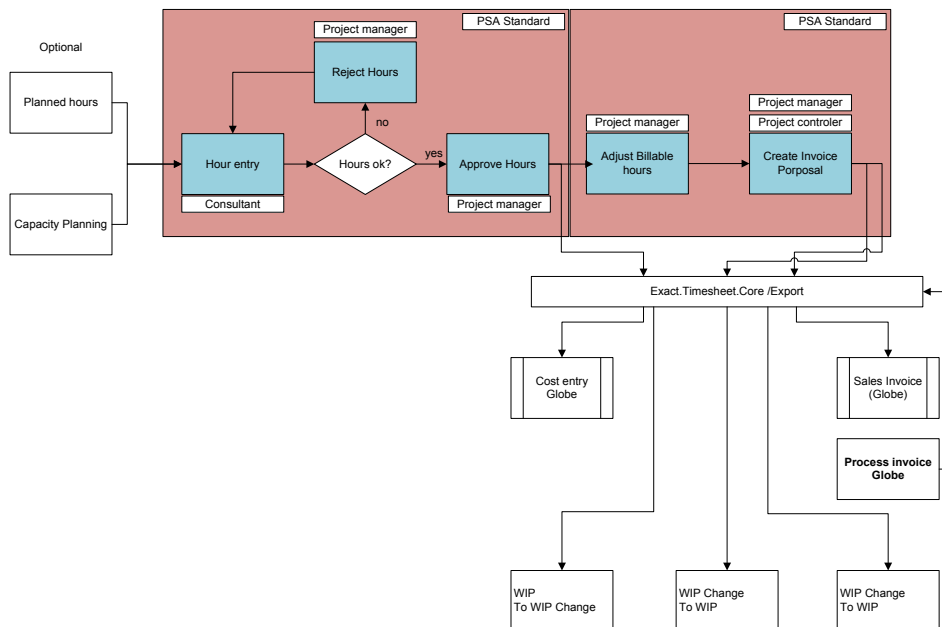 PSA Standard
PSA Standard
Optional
Project manager
Planned hours
Reject Hours
Project manager
no
Project manager
Project controler
Hour entry
Hours ok?
yes
Approve Hours
Adjust Billable
hours
Create Invoice
Porposal
Consultant
Project manager
Capacity Planning
Exact.Timesheet.Core /Export
Cost entry
Globe
Sales Invoice
(Globe)
Process invoice
Globe
WIP
To WIP Change
WIP Change
To WIP
WIP Change
To WIP